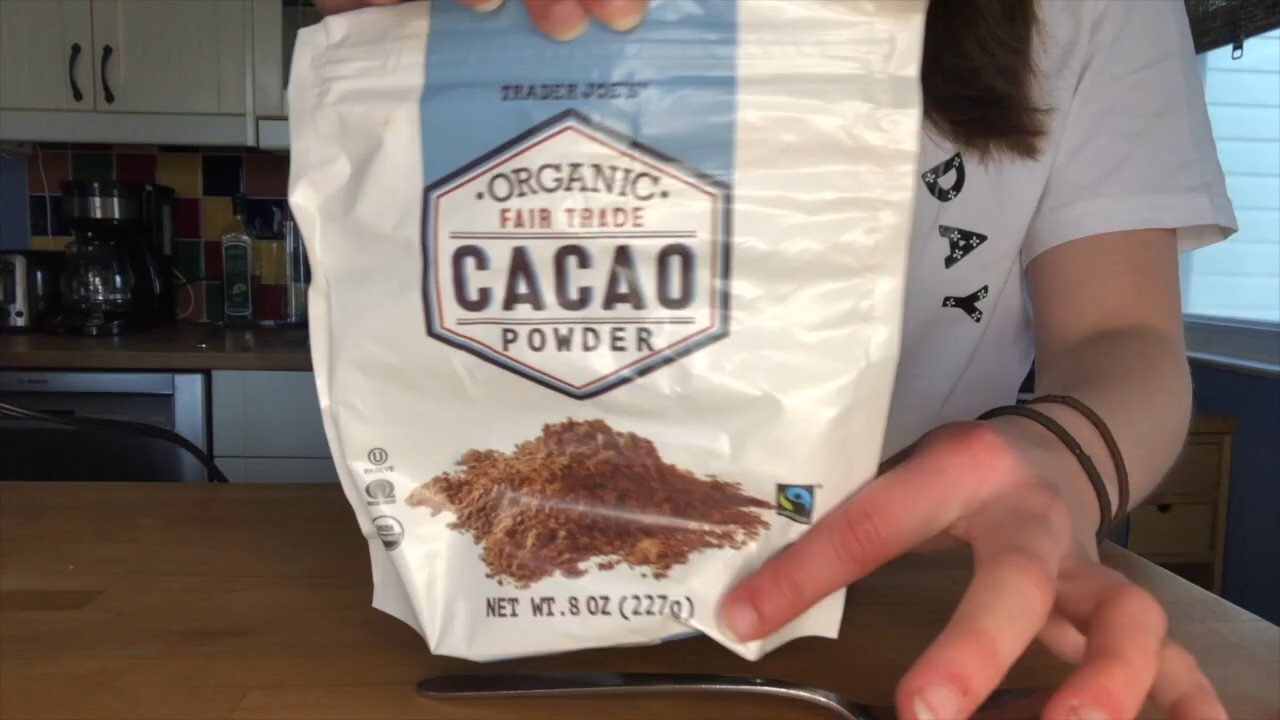 TRADER JOE'S
·ORGANIC·
FAIR TRADE
CACAO
POWDER
NET WT. 8 OZ (227g)
DAY